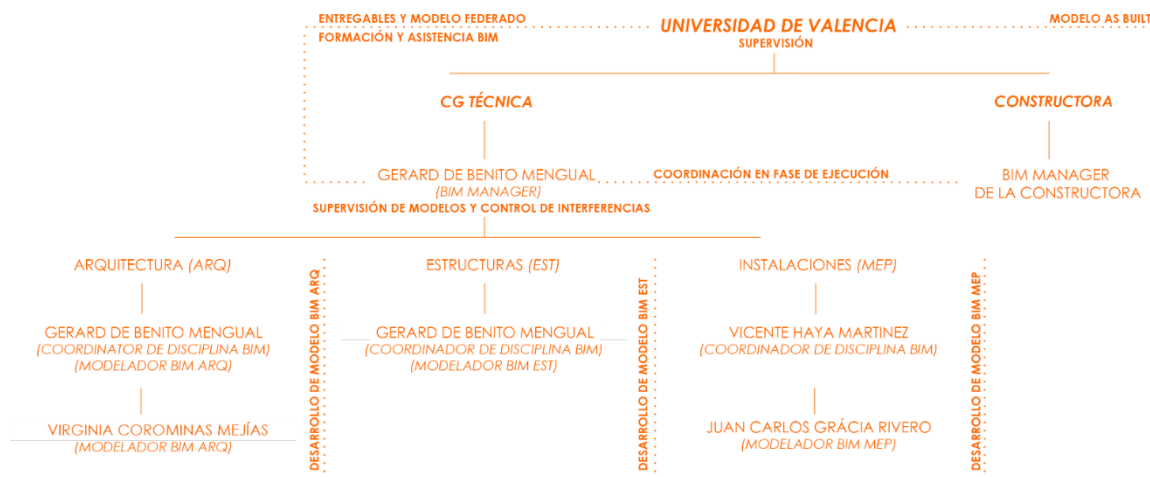 ENTREGABLES Y MODELO FEDERADO
UNIVERSIDAD DE VALENCIA
MODELO AS BUILT
FORMACIÓN Y ASISTENCIA BIM
SUPERVISIÓN
CG TÉCNICA
CONSTRUCTORA
GERARD DE BENITO MENGUAL
(BIM MANAGER)
COORDINACIÓN EN FASE DE EJECUCIÓN
BIM MANAGER
DE LA CONSTRUCTORA
SUPERVISIÓN DE MODELOS Y CONTROL DE INTERFERENCIAS
ARQUITECTURA (ARQ)
ESTRUCTURAS (EST)
INSTALACIONES (MEP)
GERARD DE BENITO MENGUAL
(COORDINATOR DE DISCIPLINA BIM)
(MODELADOR BIM ARQ)
VIRGINIA COROMINAS MEJÍAS
(MODELADOR BIM ARQ)
DESARROLLO DE MODELO BIM ARQ
GERARD DE BENITO MENGUAL
(COORDINADOR DE DISCIPLINA BIM)
(MODELADOR BIM EST)
DESARROLLO DE MODELO BIM EST
VICENTE HAYA MARTINEZ
(COORDINADOR DE DISCIPLINA BIM)
JUAN CARLOS GRÁCIA RIVERO
(MODELADOR BIM MEP)
DESARROLLO DE MODELO BIM MEP